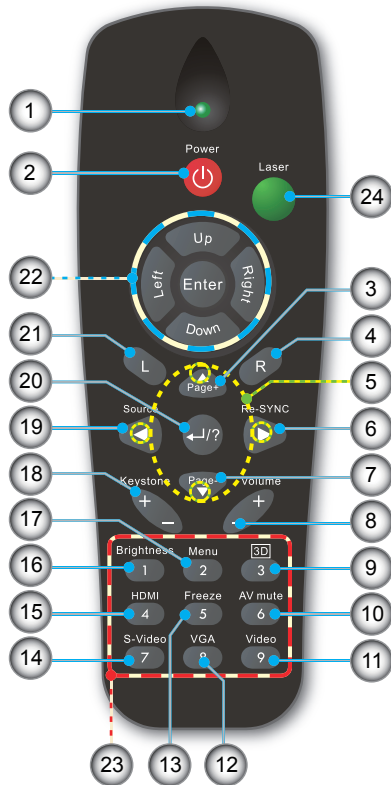 1
Power
2
Laser
24
Up
22
Left
Enter
Right
3
Down
21
L
R
4
Page+
20
5
Source
Re-SYNC
19
/?
6
18
Keystone
Page-
Volume
7
+
+
17
−
−
8
Brightness
Menu
3D
16
1
2
3
9
HDMI
Freeze
AV mute
15
4
5
6
10
S-Video
VGA
Video
14
7
8
9
11
23
13
12